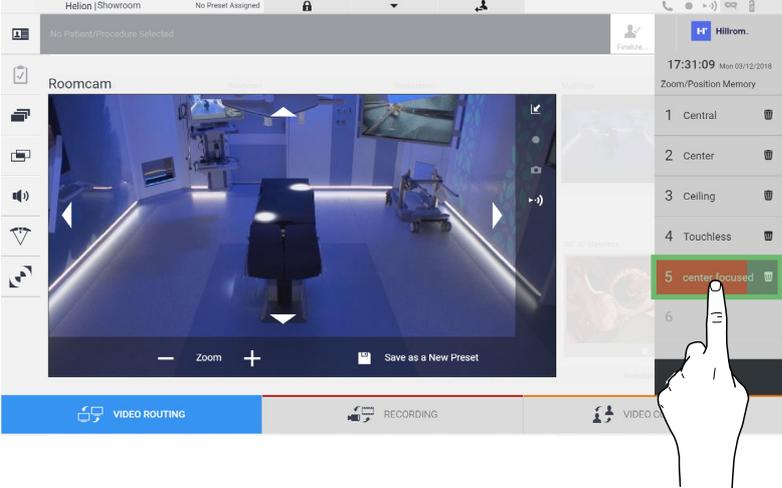 Helion | Showroom
No Preset Assigned
No Patient/Procedure Selected
Finalize...
H
Hillrom.
17:31:09 Mon 03/12/2018
Zoom/Position Memory
Roomcam
1 Central
2 Center
3 Ceiling
4 Touchless
5 center focused
6
Zoom
Save as a New Preset
VIDEO ROUTING
RECORDING
VIDEO